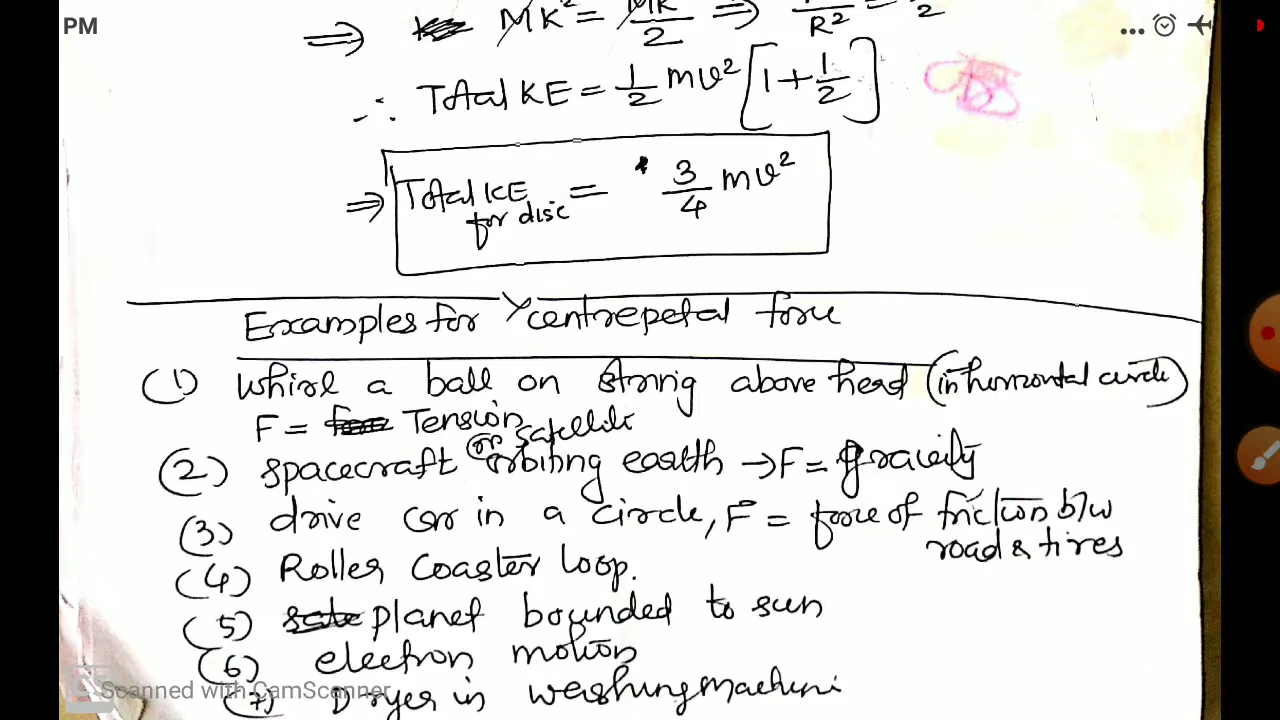 PM
⇒ MK² = MR²/2 ⇒ K²/R² = 1/2
∴ Total KE = 1/2 mv² [1 + 1/2]
⇒ Total KE for disc = 3/4 mv²
Examples for centrepetal force
(1) whirl a ball on string above head (in horizontal circle)
F = Tension
(2) spacecraft (or) satellite orbiting earth → F = gravity
(3) drive car in a circle, F = force of friction b/w
road & tires
(4) Roller coaster loop.
(5) planet bounded to sun
(6) electron motion
(7) Dryer in washing machine
Scanned with CamScanner